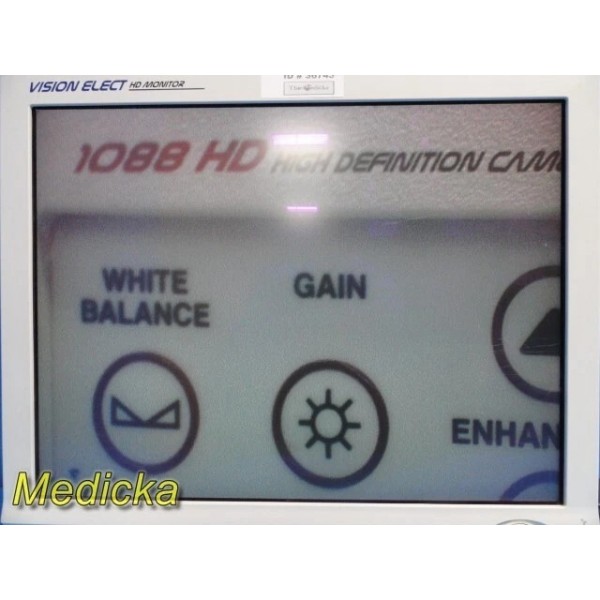 VISION ELECT HD MONITOR
1088 HD HIGH DEFINITION CAM
WHITE
BALANCE
GAIN
ENHAN
Medicka